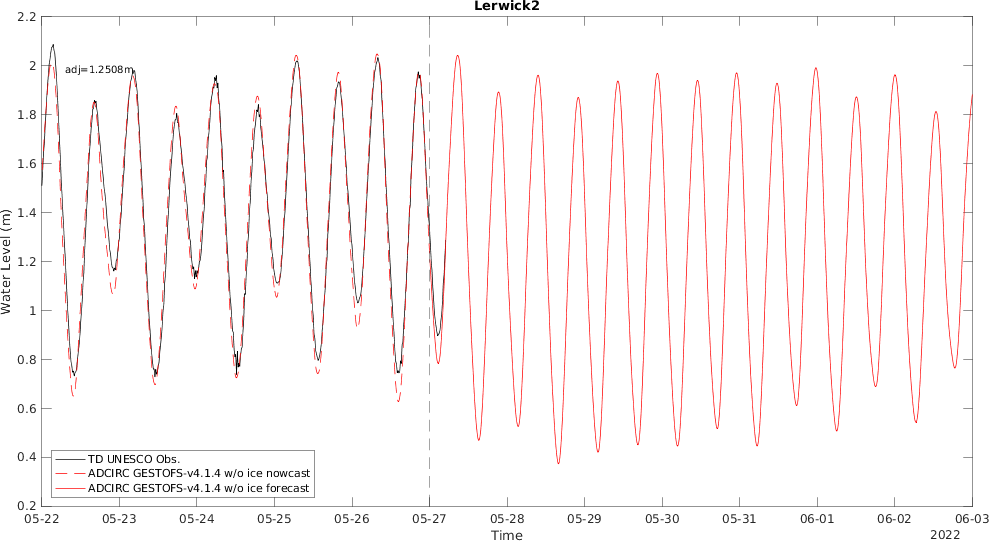 Lerwick2
2.2
2
1.8
1.6
1.4
1.2
1
0.8
0.6
0.4
0.2
Water Level (m)
adj=1.2508m
TD UNESCO Obs.
ADCIRC GESTOFS-v4.1.4 w/o ice nowcast
ADCIRC GESTOFS-v4.1.4 w/o ice forecast
05-22 05-23 05-24 05-25 05-26 05-27 05-28 05-29 05-30 05-31 06-01 06-02 06-03
Time
2022